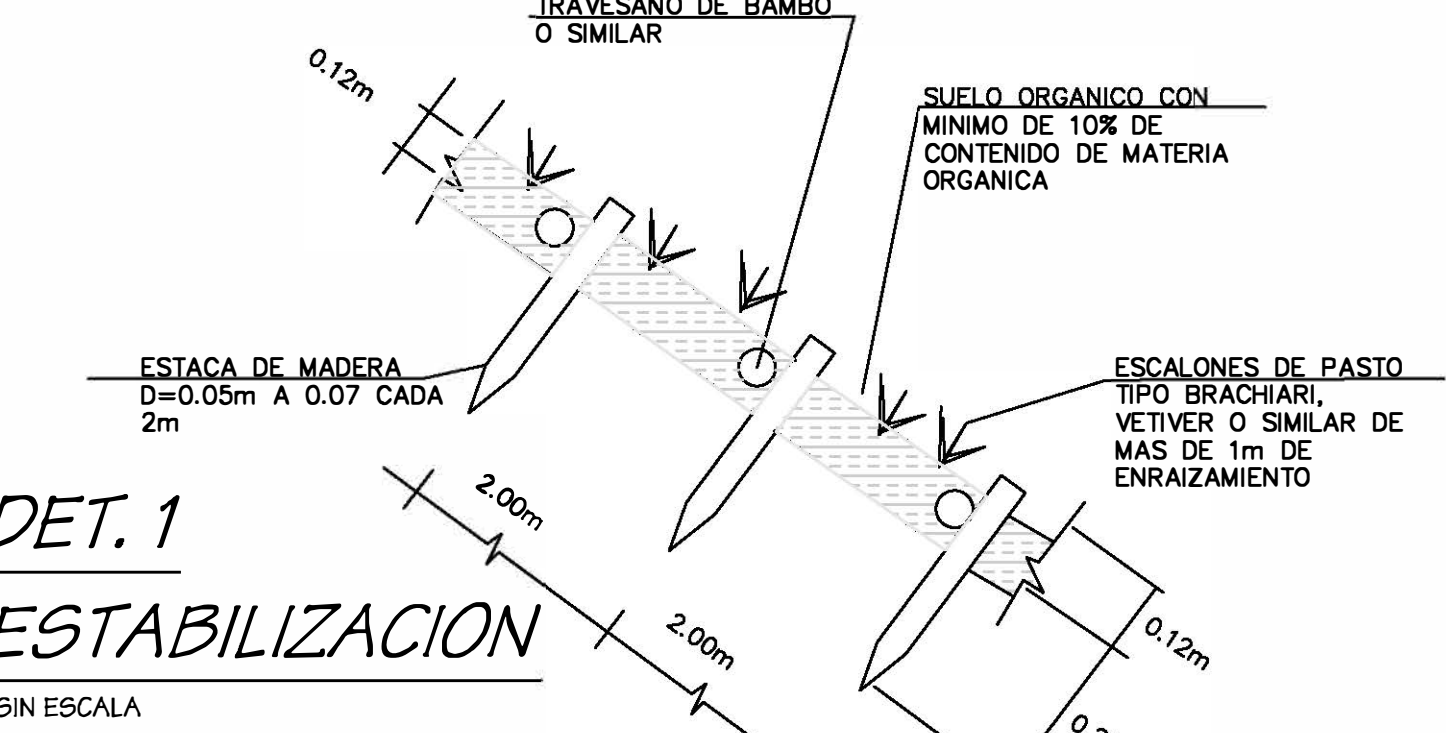 TRAVESAÑO DE BAMBO
O SIMILAR
0.12m
SUELO ORGANICO CON
MINIMO DE 10% DE
CONTENIDO DE MATERIA
ORGANICA
ESTACA DE MADERA
D=0.05m A 0.07 CADA
2m
ESCALONES DE PASTO
TIPO BRACHIARI,
VETIVER O SIMILAR DE
MAS DE 1m DE
ENRAIZAMIENTO
2.00m
2.00m
0.12m
DET. 1
ESTABILIZACION
SIN ESCALA